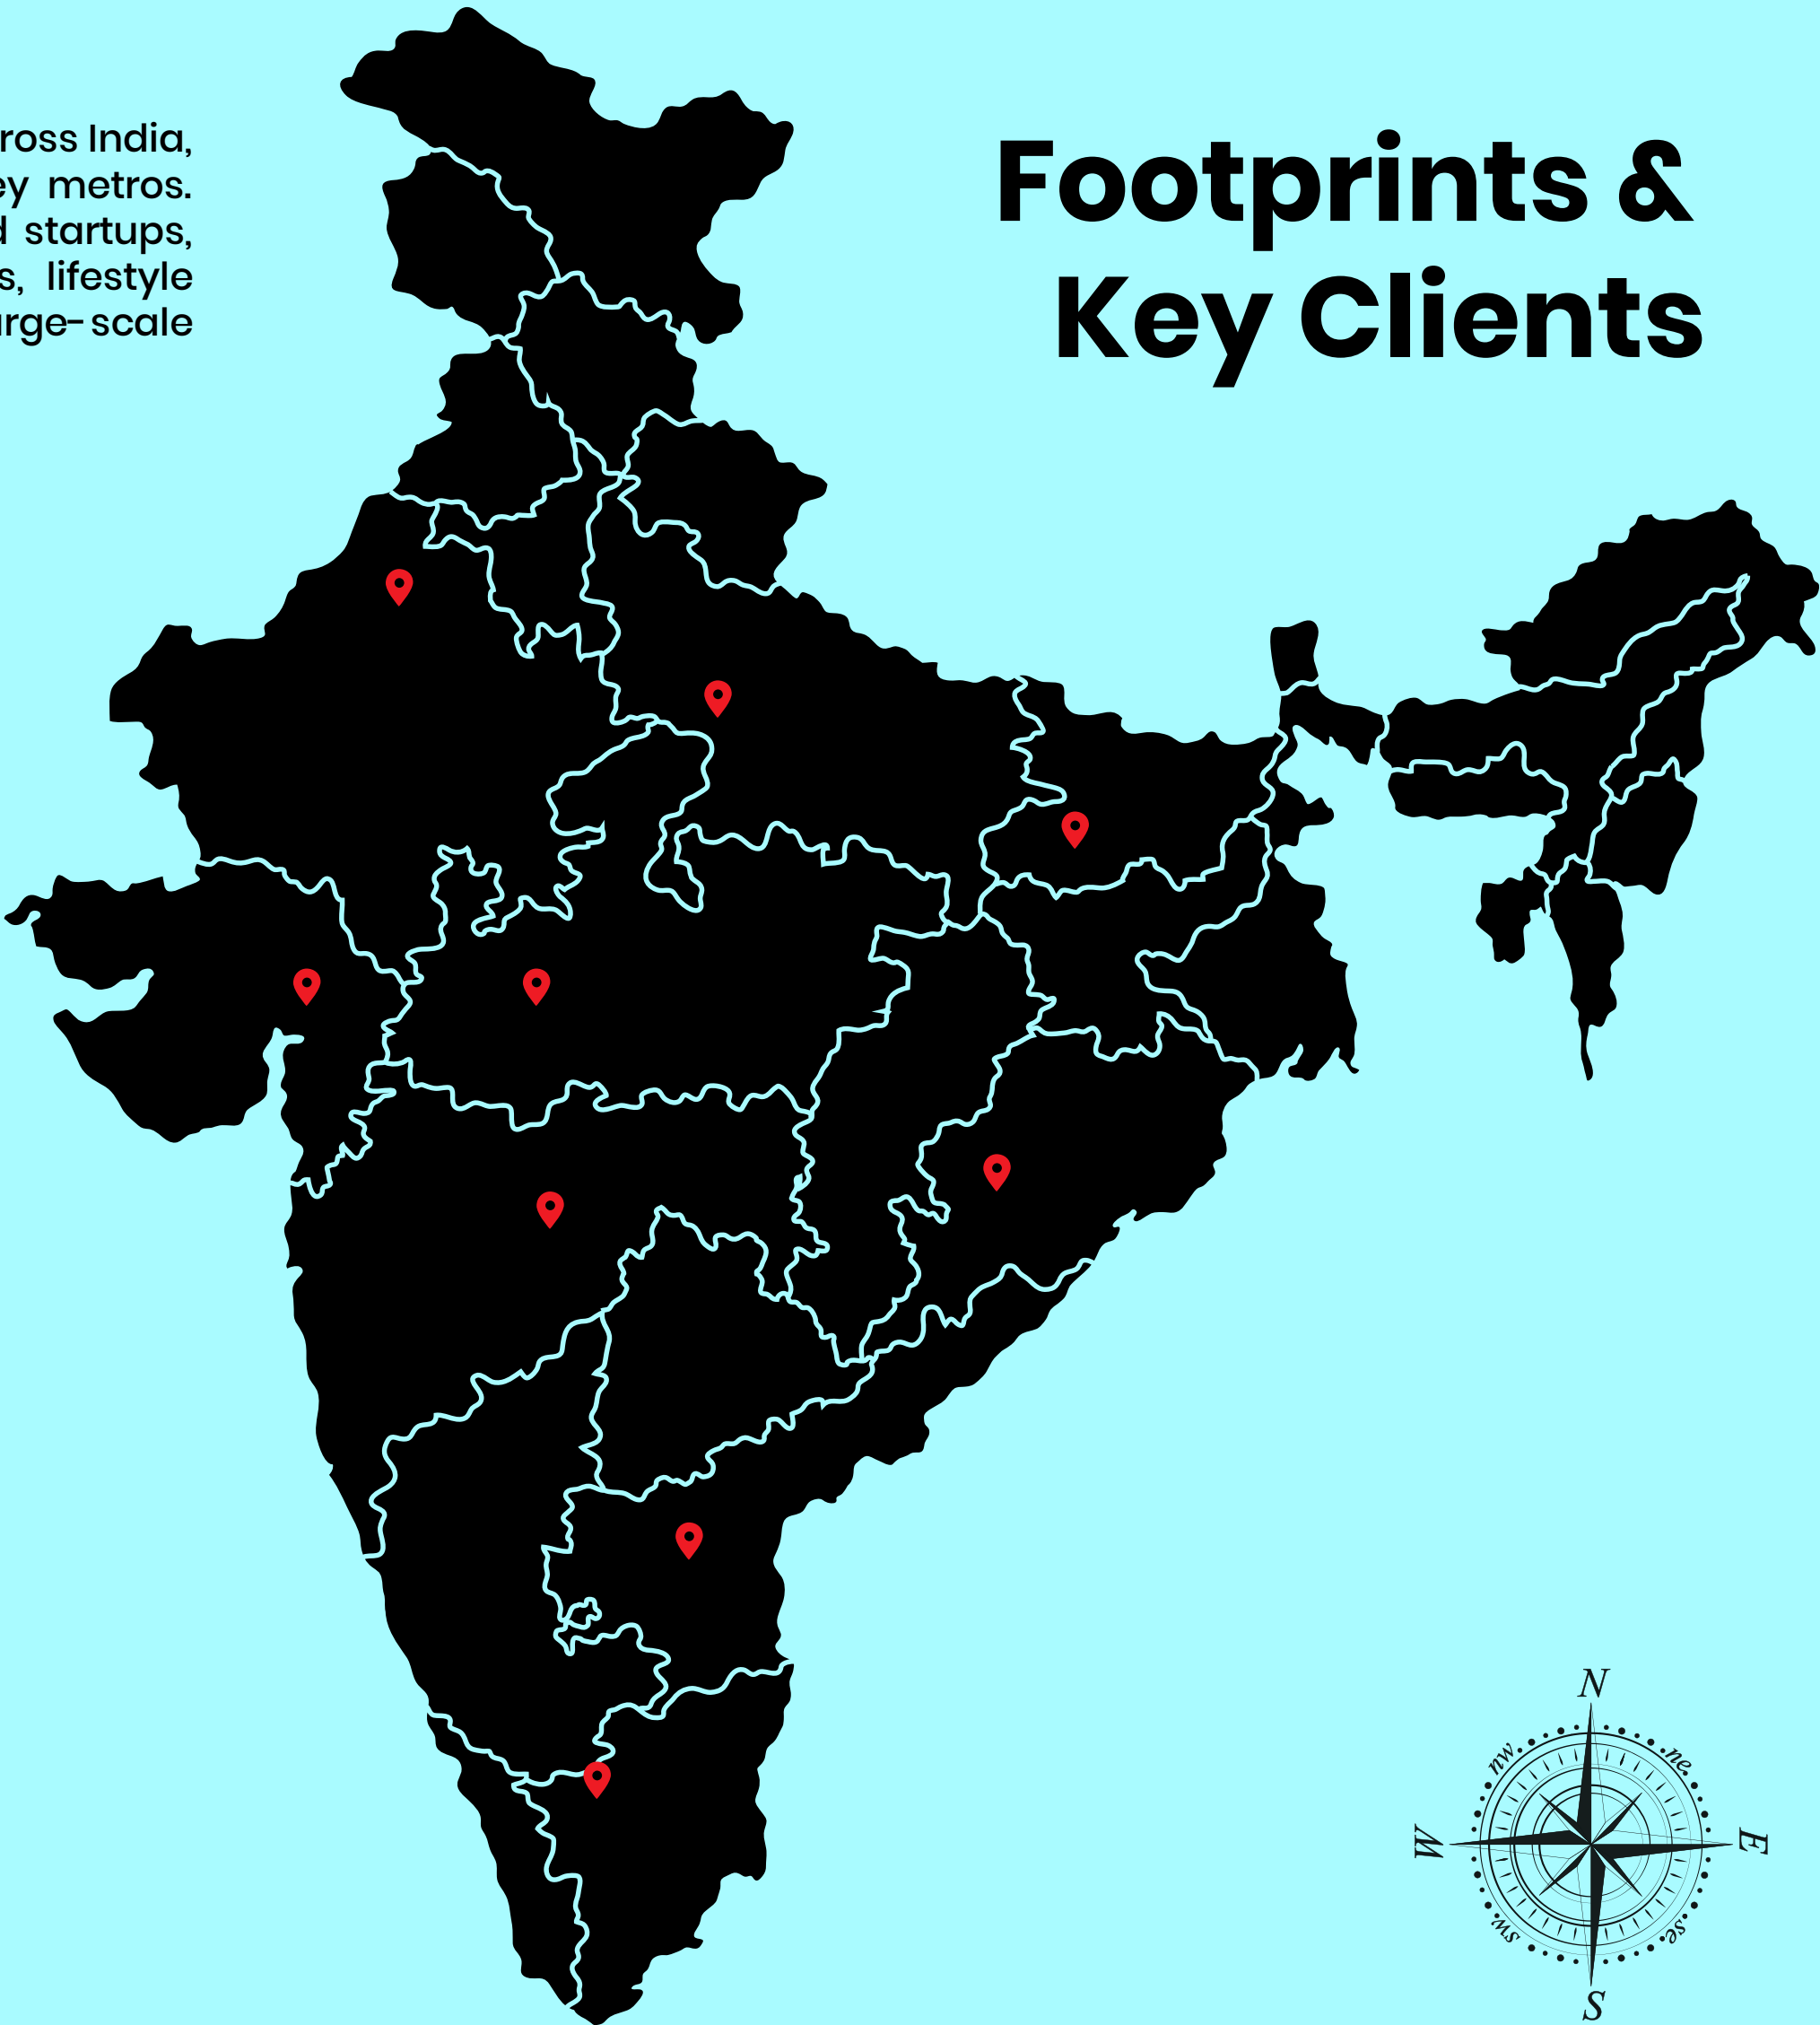 ross India,
ey metros.
d startups,
s, lifestyle
arge-scale
Footprints &
Key Clients
N
nw
ne
W
E
sw
se
S